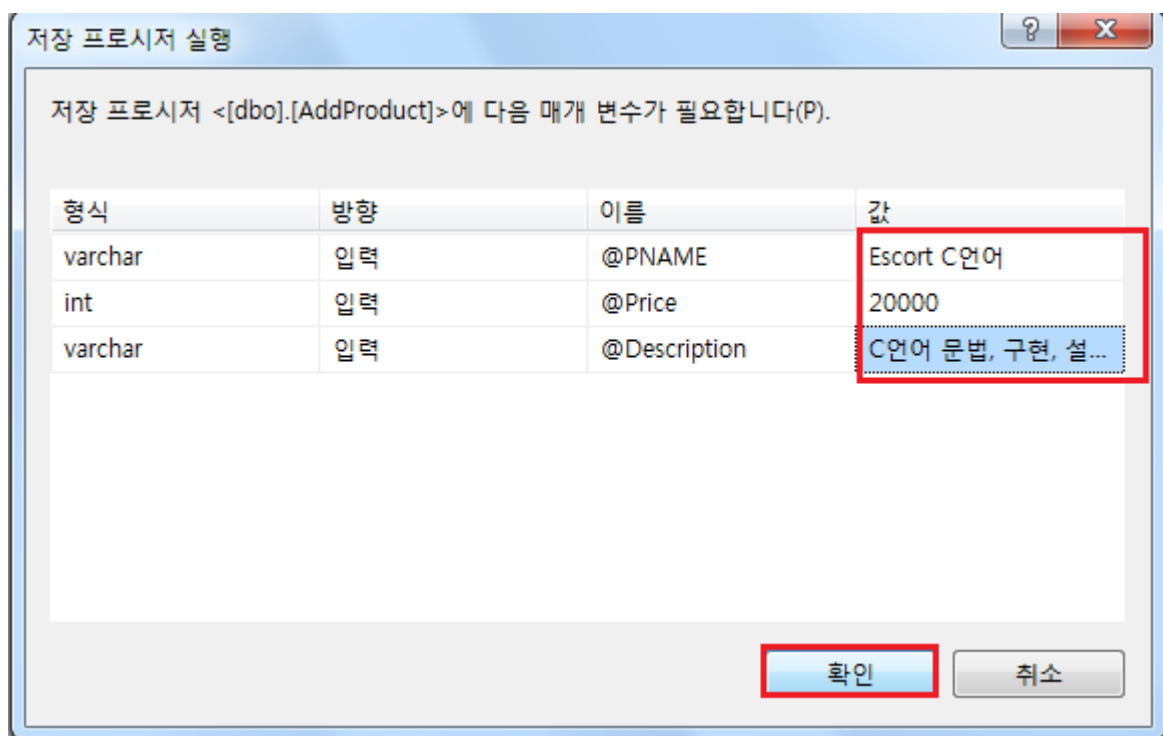 저장 프로시저 실행
저장 프로시저 <[dbo].[AddProduct]>에 다음 매개 변수가 필요합니다(P).
형식 방향 이름 값
varchar 입력 @PNAME Escort C언어
int 입력 @Price 20000
varchar 입력 @Description C언어 문법, 구현, 설...
확인 취소